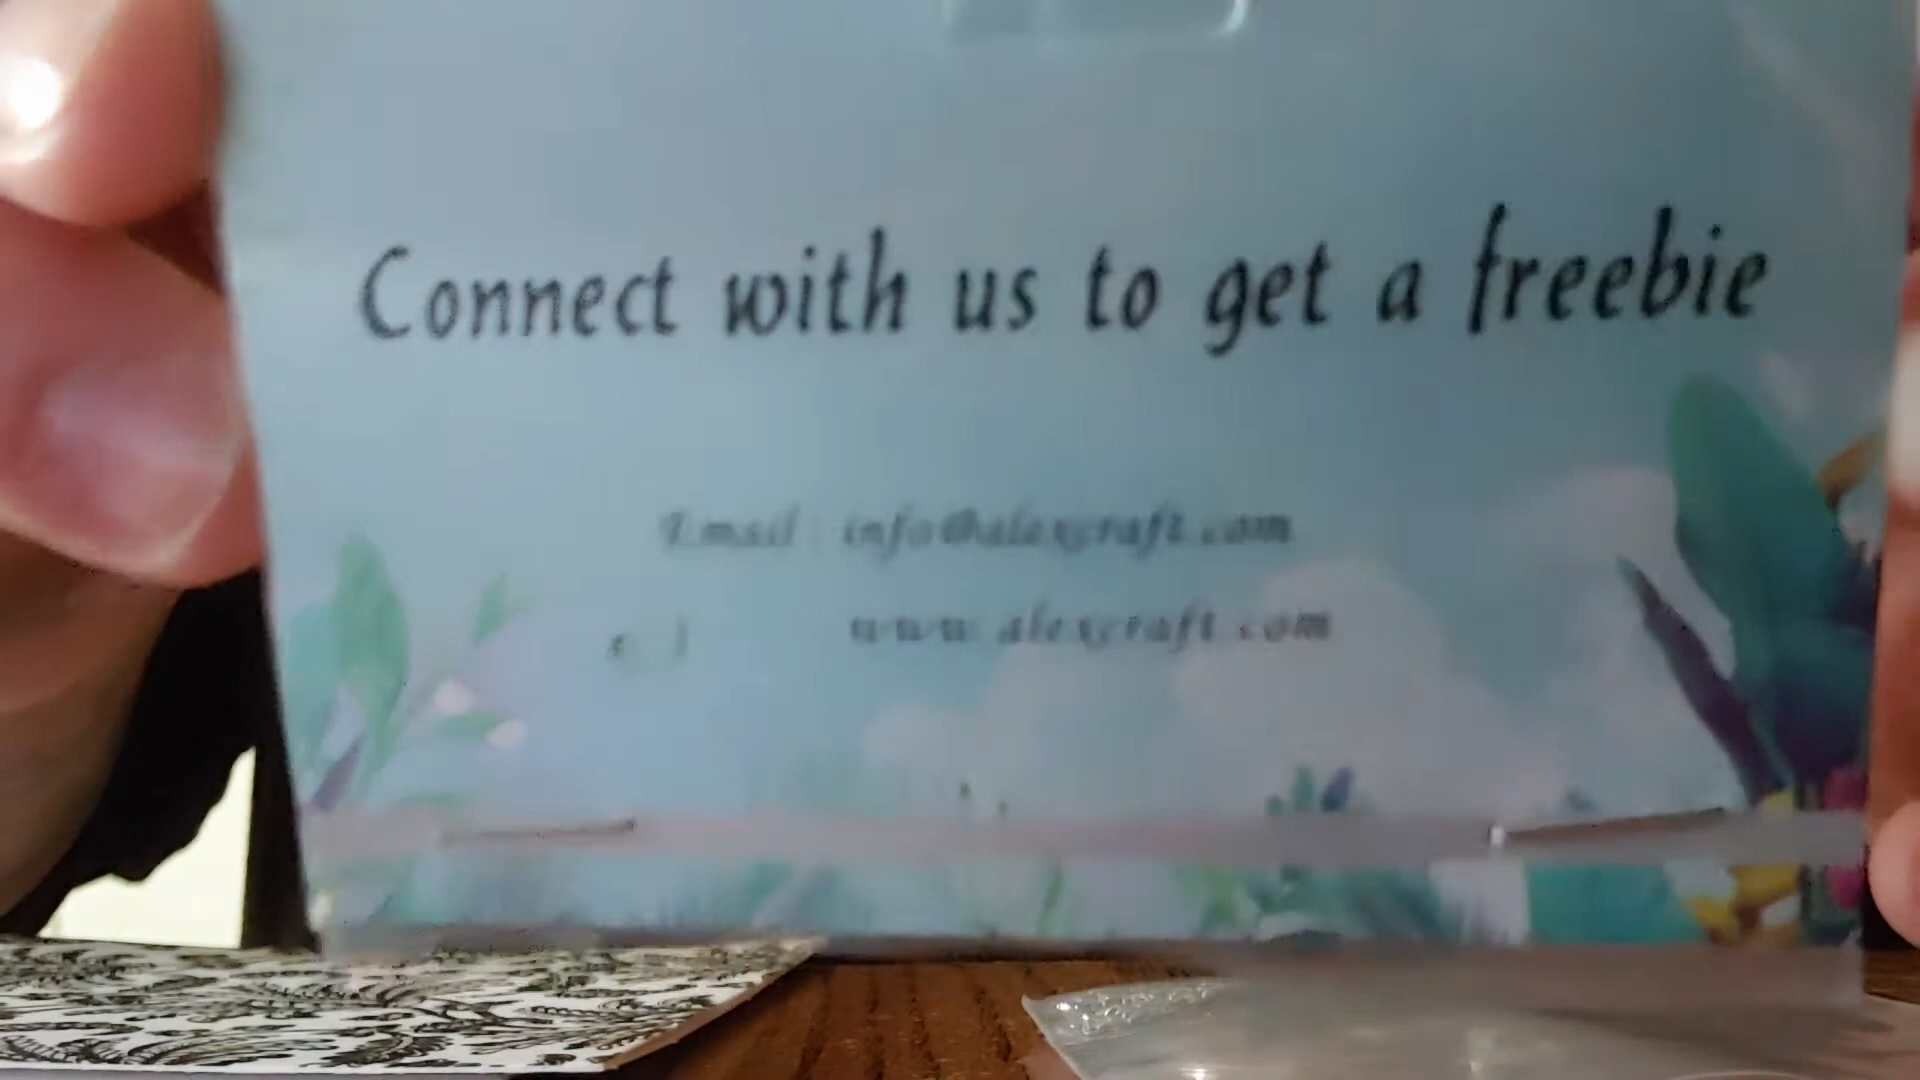 Connect with us to get a freebie
Email : info@alexcraft.com
www.alexcraft.com